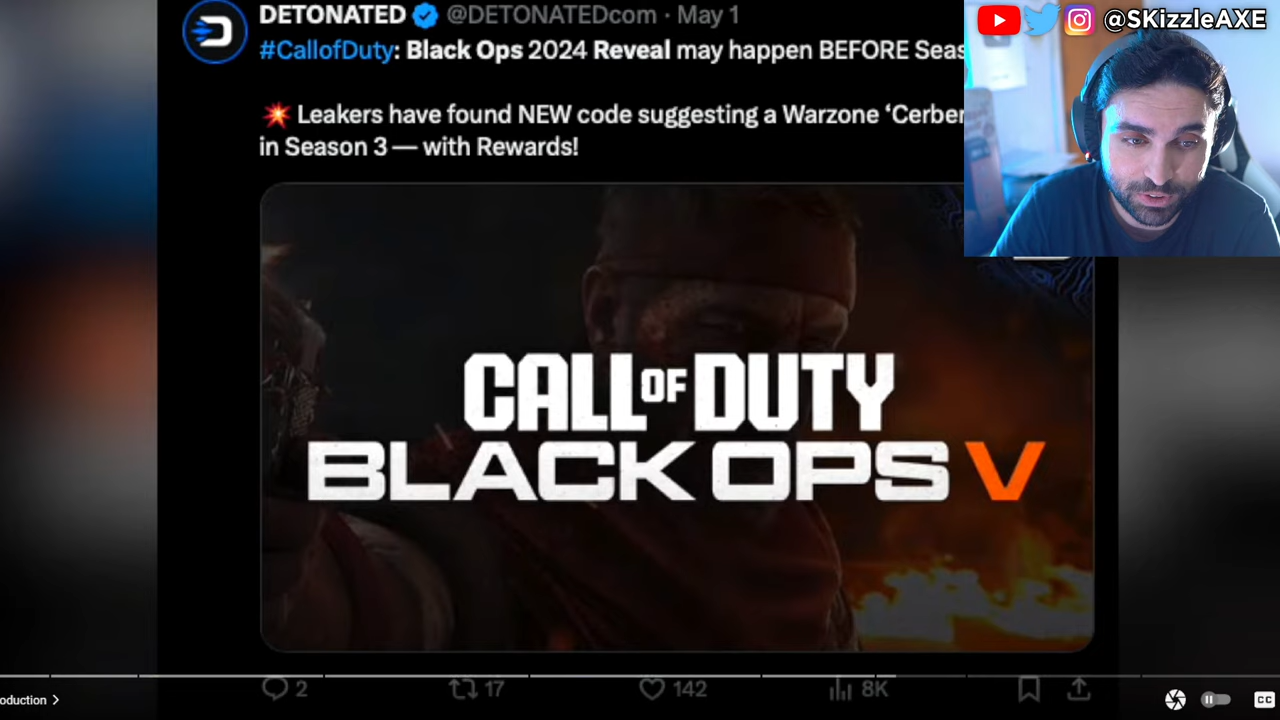 DETONATED @DETONATEDcom · May 1
@SKizzleAXE
#CallofDuty: Black Ops 2024 Reveal may happen BEFORE Seas
💥 Leakers have found NEW code suggesting a Warzone ‘Cerber
in Season 3 — with Rewards!
CALL OF DUTY
BLACK OPS V
2 17 142 8K
oduction >
CC